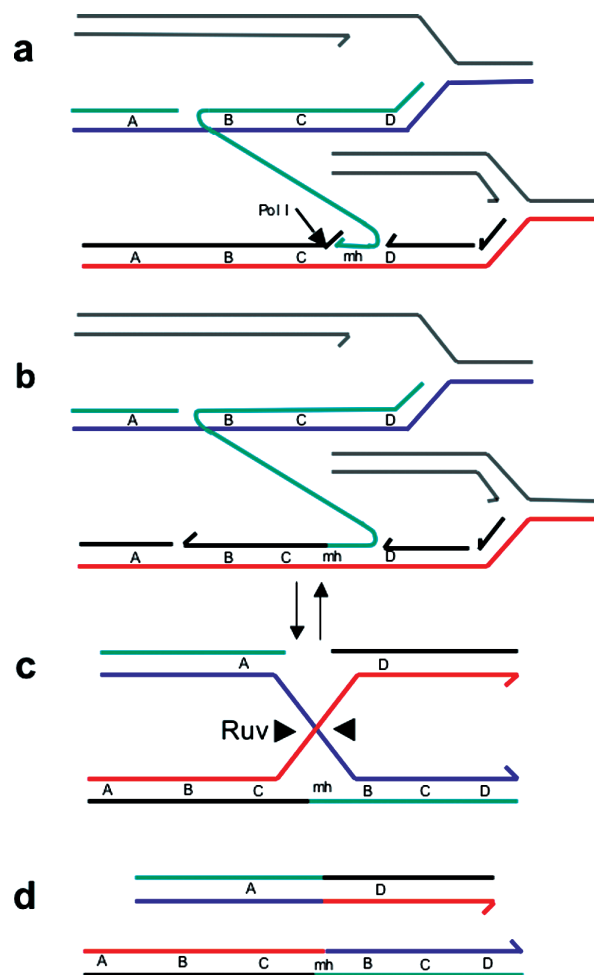 a
A B C D
Pol I
A B C mh D
b
A B C D
A B C mh D
c
A D
Ruv
A B C mh B C D
d
A D
A B C mh B C D